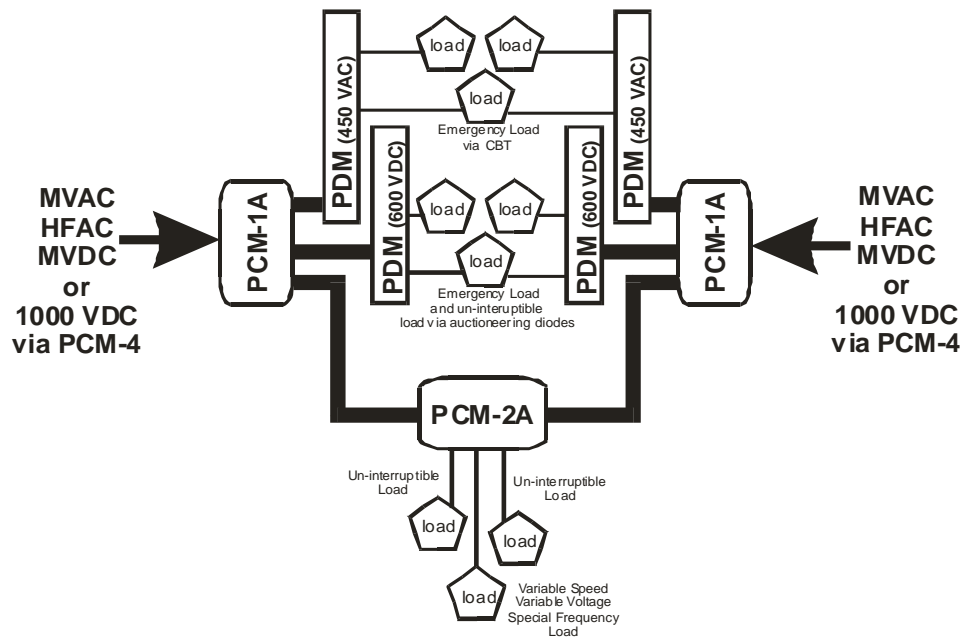 load
load
PDM (450 VAC)
PDM (450 VAC)
load
Emergency Load
via CBT
PDM (600 VDC)
PDM (600 VDC)
MVAC
HFAC
MVDC
or
1000 VDC
via PCM-4
PCM-1A
load
load
PCM-1A
MVAC
HFAC
MVDC
or
1000 VDC
via PCM-4
load
Emergency Load
and un-interuptible
load via auctioneering diodes
PCM-2A
Un-interruptible
Load
Un-interruptible
Load
load
load
load
Variable Speed
Variable Voltage
Special Frequency
Load